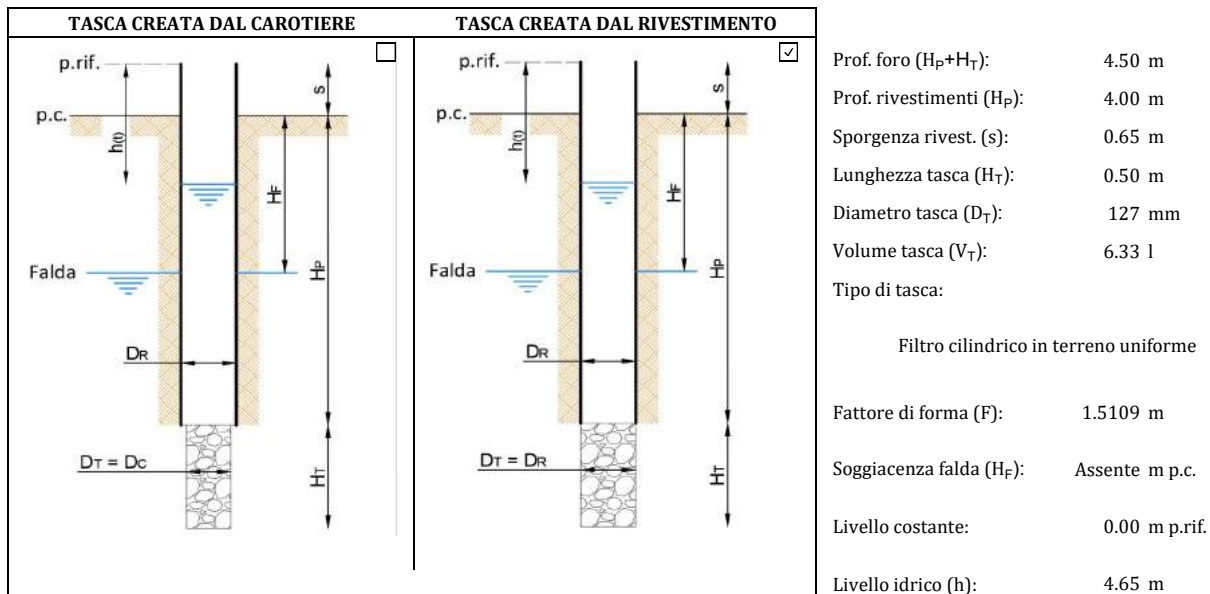 TASCA CREATA DAL CAROTIERE
p.rif.
s
p.c.
h(t)
HF
Falda
HP
DR
DT = DC
HT
TASCA CREATA DAL RIVESTIMENTO
p.rif.
s
p.c.
h(t)
HF
Falda
HP
DR
DT = DR
HT
Prof. foro (HP+HT): 4.50 m
Prof. rivestimenti (HP): 4.00 m
Sporgenza rivest. (s): 0.65 m
Lunghezza tasca (HT): 0.50 m
Diametro tasca (DT): 127 mm
Volume tasca (VT): 6.33 l
Tipo di tasca:
Filtro cilindrico in terreno uniforme
Fattore di forma (F): 1.5109 m
Soggiacenza falda (HF): Assente m p.c.
Livello costante: 0.00 m p.rif.
Livello idrico (h): 4.65 m